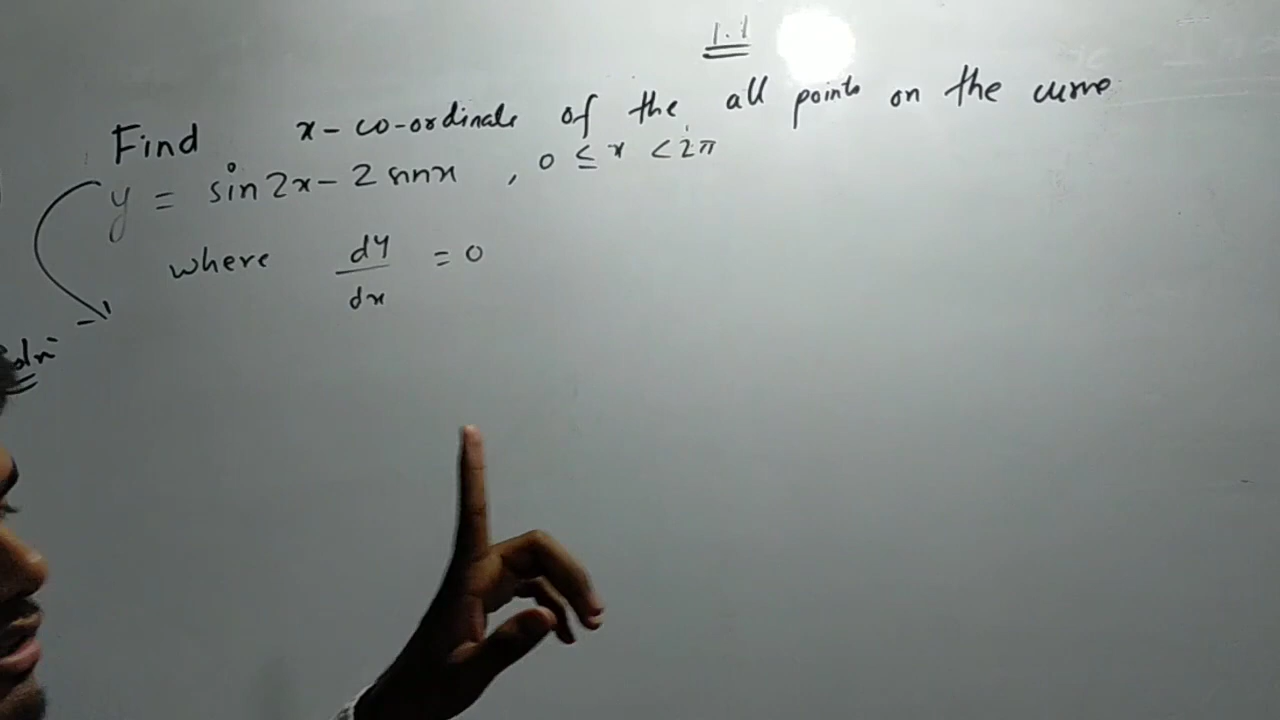 1.1
Find x-co-ordinate of the all points on the curve
y = sin2x - 2 sinx , 0 ≤ x < 2π
where dy/dx = 0
Soln